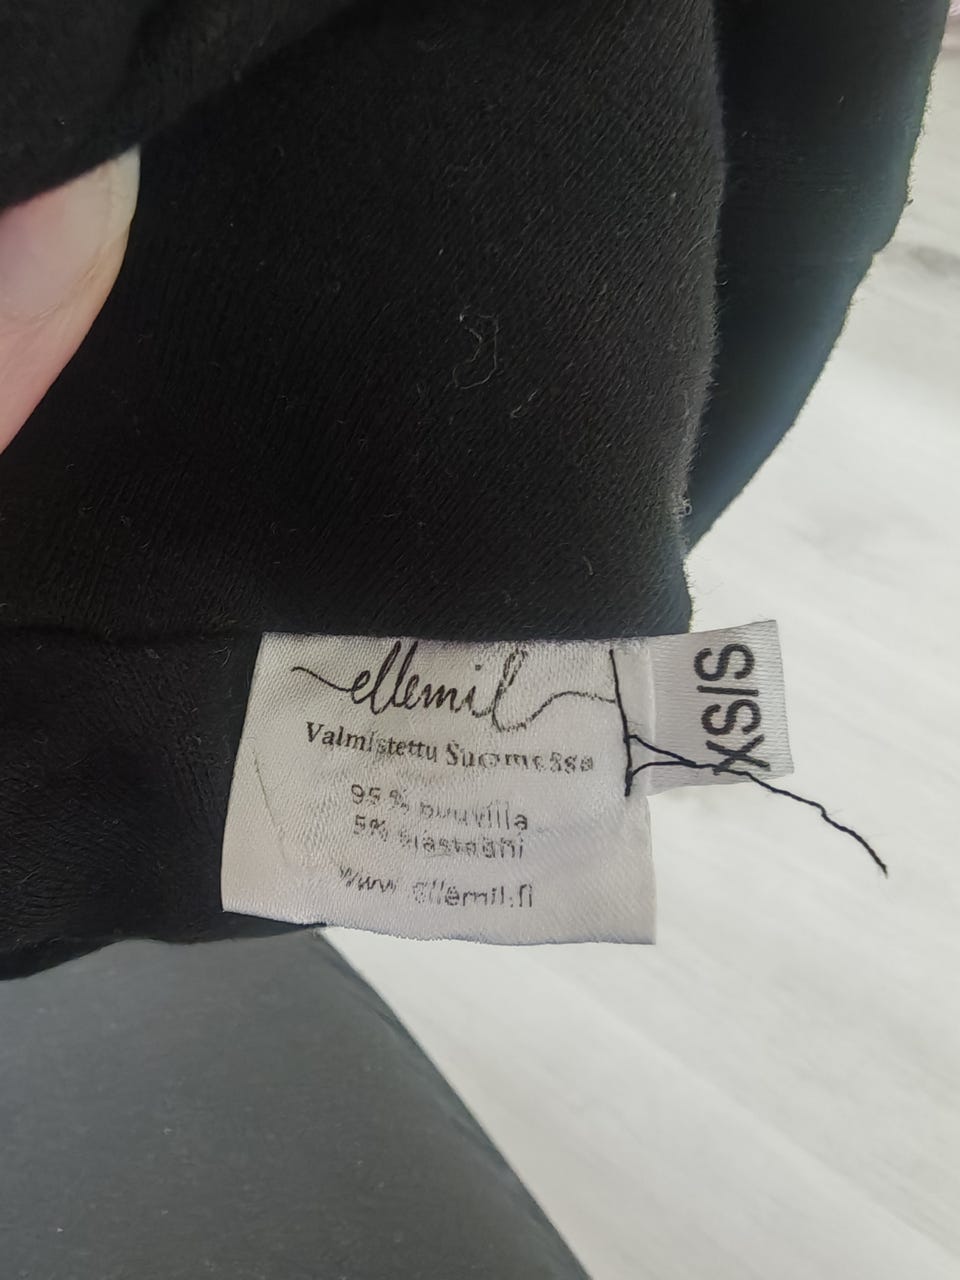 ellemil
Valmistettu Suomessa
95 % puuvilla
5% elastaani
www.ellemil.fi
XS/S